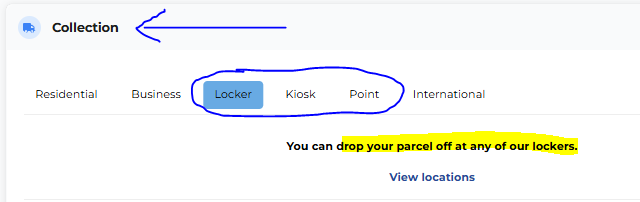 Collection
Residential Business Locker Kiosk Point International
You can drop your parcel off at any of our lockers.
View locations